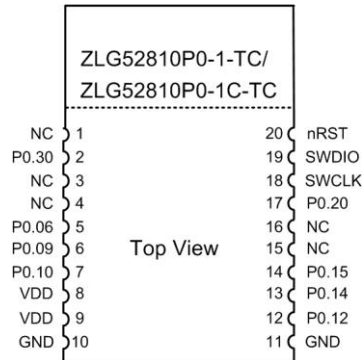 ZLG52810P0-1-TC/
ZLG52810P0-1C-TC
NC 1 20 nRST
P0.30 2 19 SWDIO
NC 3 18 SWCLK
NC 4 17 P0.20
P0.06 5 16 NC
P0.09 6 Top View 15 NC
P0.10 7 14 P0.15
VDD 8 13 P0.14
VDD 9 12 P0.12
GND 10 11 GND